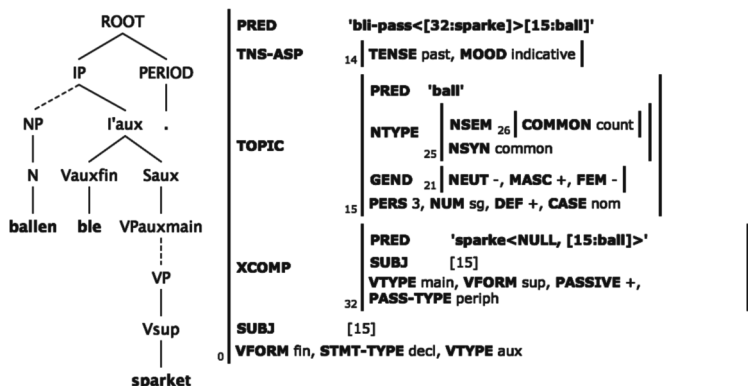 ROOT
IP PERIOD
NP I'aux .
N Vauxfin Saux
ballen ble VPauxmain
VP
Vsup
sparket
PRED 'bli-pass<[32:sparke]>[15:ball]'
TNS-ASP 14 TENSE past, MOOD indicative
PRED 'ball'
NTYPE NSEM 26 COMMON count
25 NSYN common
TOPIC
GEND 21 NEUT -, MASC +, FEM -
15 PERS 3, NUM sg, DEF +, CASE nom
PRED 'sparke<NULL, [15:ball]>'
XCOMP SUBJ [15]
VTYPE main, VFORM sup, PASSIVE +,
32 PASS-TYPE periph
SUBJ [15]
0 VFORM fin, STMT-TYPE decl, VTYPE aux